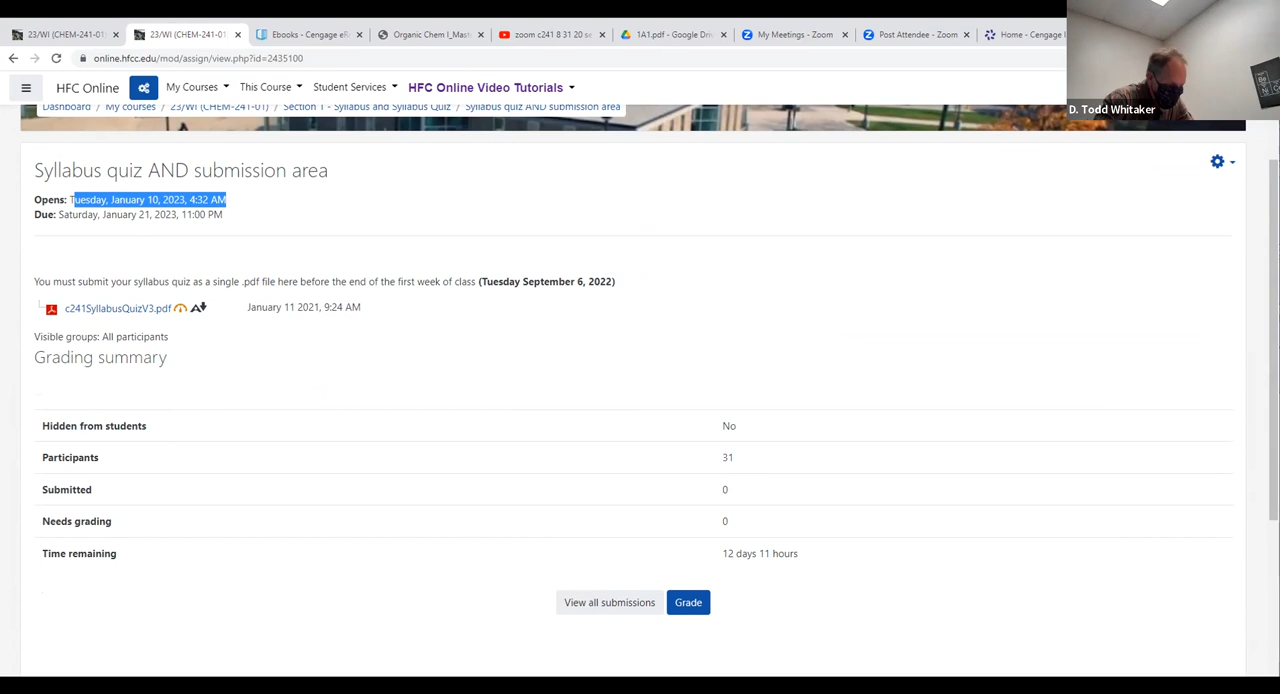 23/WI (CHEM-241-01
23/WI (CHEM-241-01
Ebooks - Cengage eRe
Organic Chem I_Mast
zoom c241 8 31 20 se
1A1.pdf - Google Dri
My Meetings - Zoom
Post Attendee - Zoom
Home - Cengage
online.hfcc.edu/mod/assign/view.php?id=2435100
HFC Online
My Courses
This Course
Student Services
HFC Online Video Tutorials
D. Todd Whitaker
Dashboard / My courses / 23/WI (CHEM-241-01) / Section 1 - Syllabus and Syllabus Quiz / Syllabus quiz AND submission area
Syllabus quiz AND submission area
Opens: Tuesday, January 10, 2023, 4:32 AM
Due: Saturday, January 21, 2023, 11:00 PM
You must submit your syllabus quiz as a single .pdf file here before the end of the first week of class (Tuesday September 6, 2022)
c241SyllabusQuizV3.pdf January 11 2021, 9:24 AM
Visible groups: All participants
Grading summary
Hidden from students No
Participants 31
Submitted 0
Needs grading 0
Time remaining 12 days 11 hours
View all submissions Grade